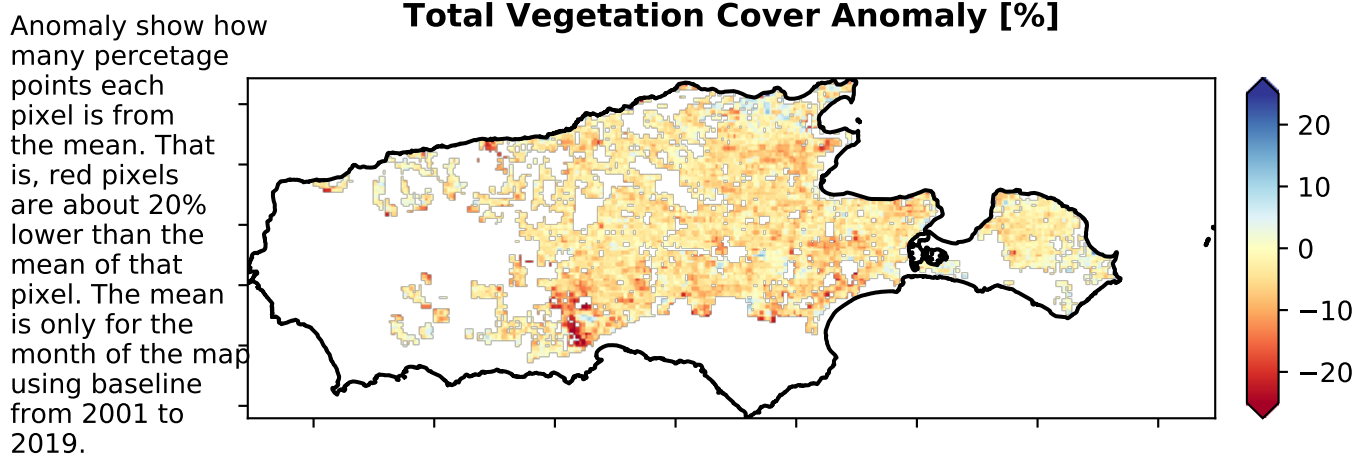 Total Vegetation Cover Anomaly [%]
Anomaly show how
many percetage
points each
pixel is from
the mean. That
is, red pixels
are about 20%
lower than the
mean of that
pixel. The mean
is only for the
month of the map
using baseline
from 2001 to
2019.
20
10
0
−10
−20